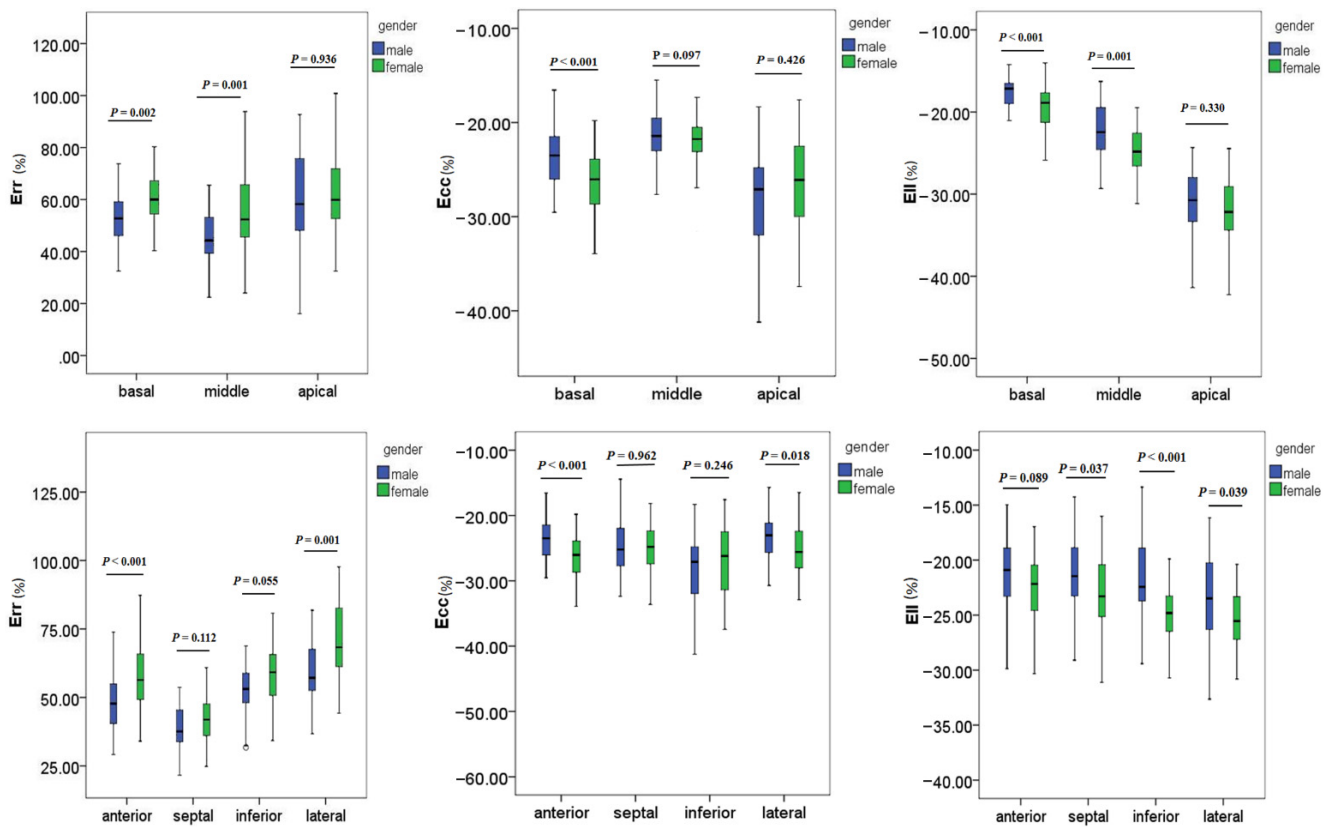 gender
male
female
120.00
100.00
80.00
60.00
40.00
20.00
.00
Err (%)
P = 0.002
P = 0.001
P = 0.936
basal middle apical
gender
male
female
−10.00
−20.00
−30.00
−40.00
Ecc (%)
P < 0.001
P = 0.097
P = 0.426
basal middle apical
gender
male
female
−10.00
−20.00
−30.00
−40.00
−50.00
Ell (%)
P < 0.001
P = 0.001
P = 0.330
basal middle apical
gender
male
female
125.00
100.00
75.00
50.00
25.00
Err (%)
P < 0.001
P = 0.112
P = 0.055
P = 0.001
anterior septal inferior lateral
gender
male
female
−10.00
−20.00
−30.00
−40.00
−50.00
−60.00
Ecc (%)
P < 0.001
P = 0.962
P = 0.246
P = 0.018
anterior septal inferior lateral
gender
male
female
−10.00
−15.00
−20.00
−25.00
−30.00
−35.00
−40.00
Ell (%)
P = 0.089
P = 0.037
P < 0.001
P = 0.039
anterior septal inferior lateral